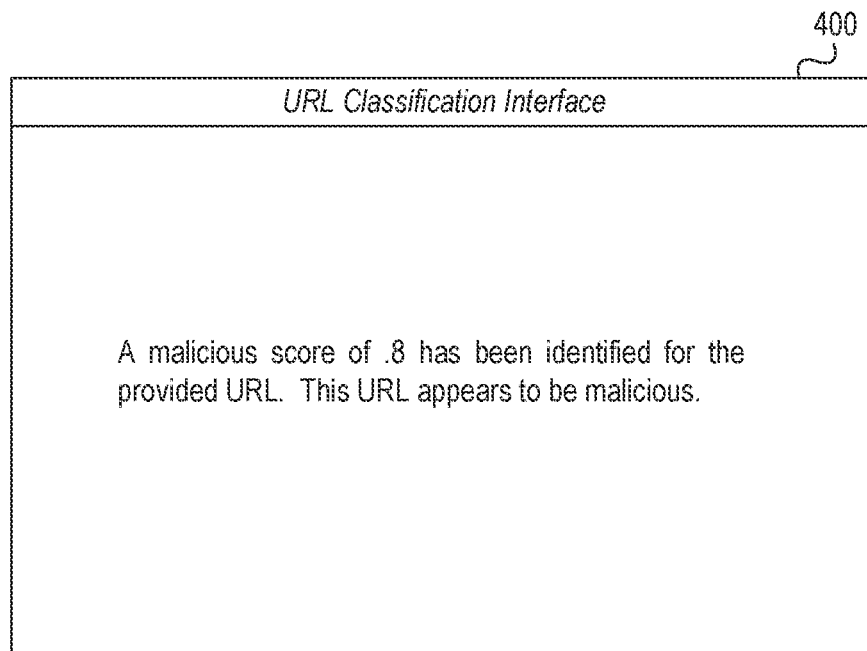 400
URL Classification Interface
A malicious score of .8 has been identified for the
provided URL. This URL appears to be malicious.